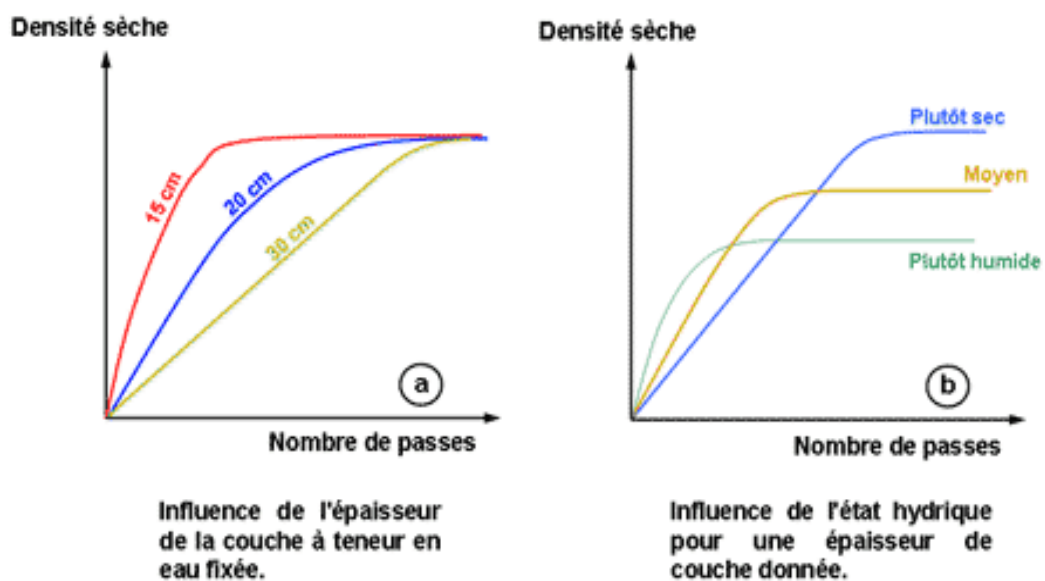 Densité sèche
15 cm
20 cm
30 cm
a
Nombre de passes
Influence de l'épaisseur
de la couche à teneur en
eau fixée.
Densité sèche
Plutôt sec
Moyen
Plutôt humide
b
Nombre de passes
Influence de l'état hydrique
pour une épaisseur de
couche donnée.